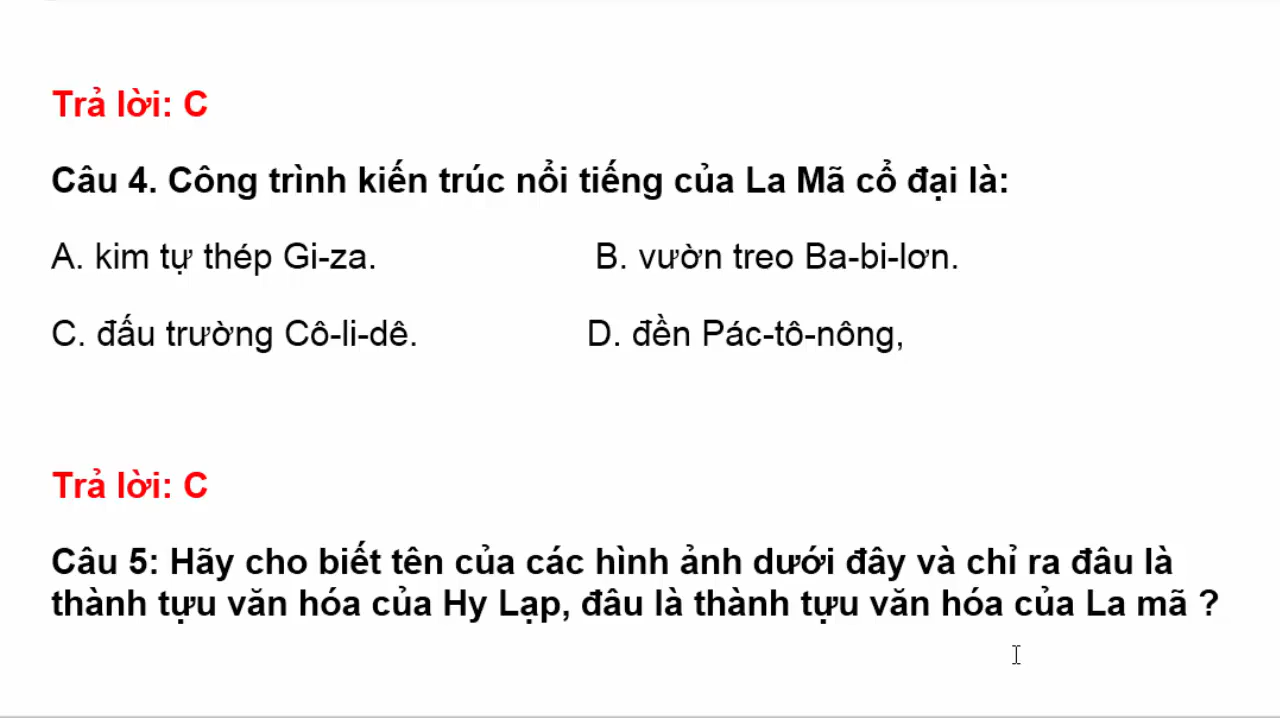 Trả lời: C
Câu 4. Công trình kiến trúc nổi tiếng của La Mã cổ đại là:
A. kim tự thép Gi-za. B. vườn treo Ba-bi-lơn.
C. đấu trường Cô-li-dê. D. đền Pác-tô-nông,
Trả lời: C
Câu 5: Hãy cho biết tên của các hình ảnh dưới đây và chỉ ra đâu là
thành tựu văn hóa của Hy Lạp, đâu là thành tựu văn hóa của La mã ?